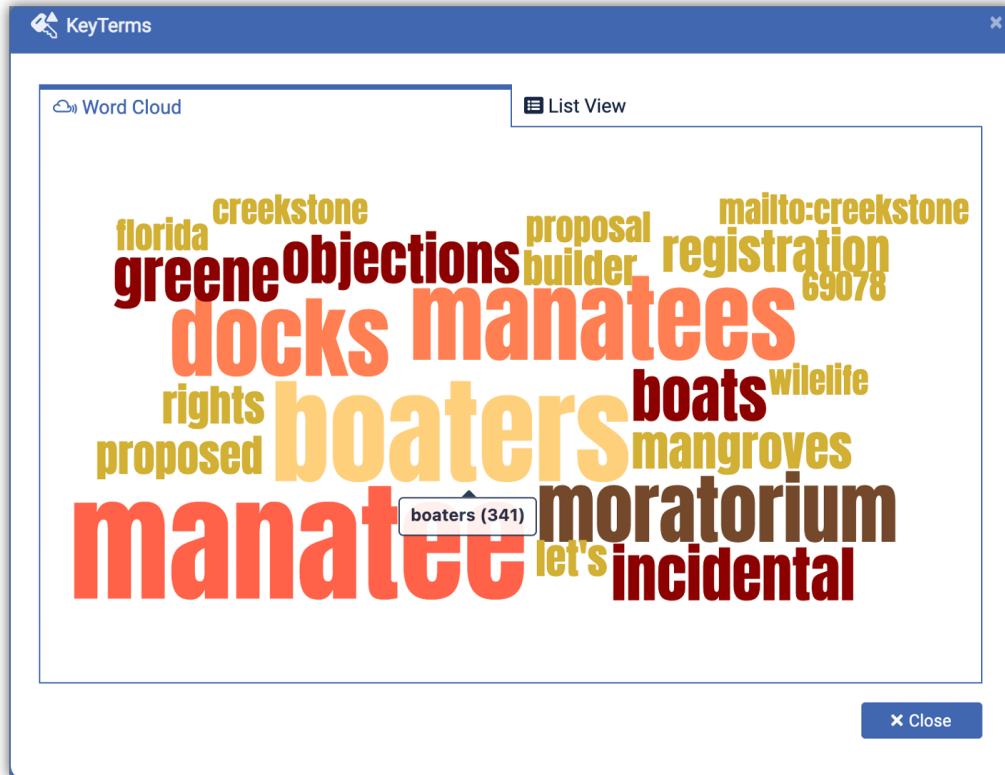 KeyTerms
×
Word Cloud
List View
creekstone
mailto:creekstone
florida
proposal
objections
registration
greene
builder
69078
manatees
docks
boats
wilelife
rights
boaters
mangroves
proposed
moratorium
manatee
boaters (341)
let's
incidental
× Close